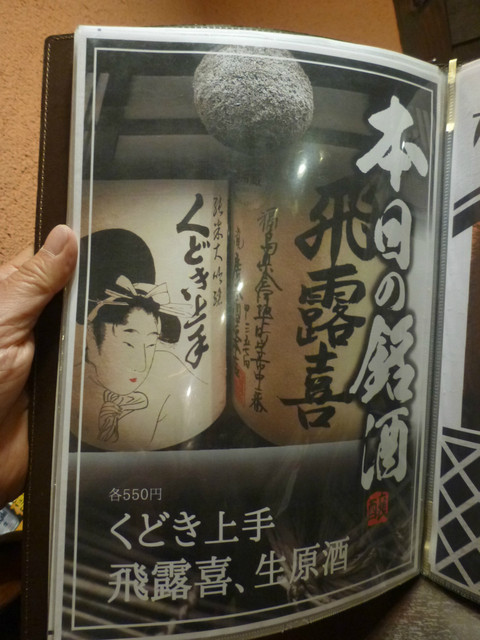 本日の銘酒
飛露喜
純米大吟醸
くどき上手
各550円
くどき上手
飛露喜、生原酒